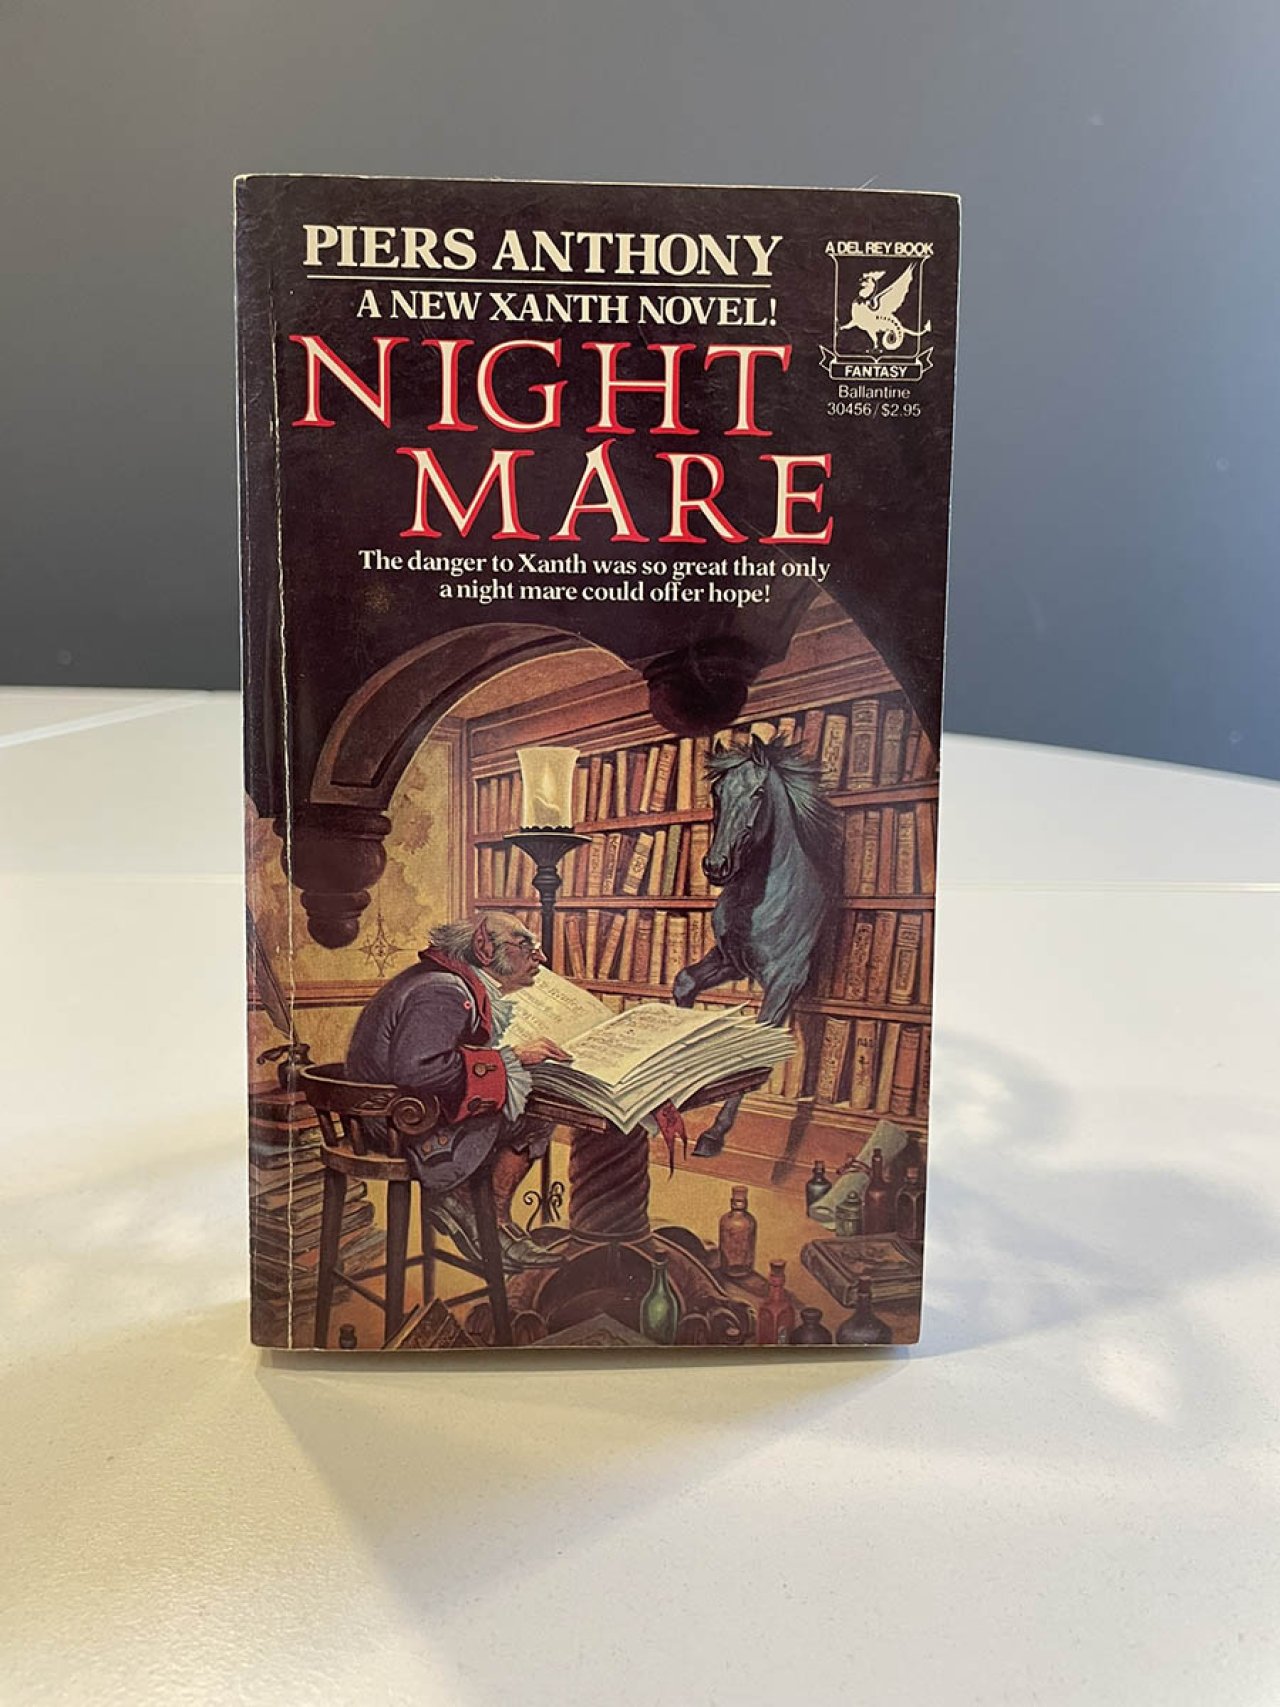 PIERS ANTHONY
A NEW XANTH NOVEL!
NIGHT
MARE
The danger to Xanth was so great that only
a night mare could offer hope!
A DEL REY BOOK
FANTASY
Ballantine
30456/$2.95